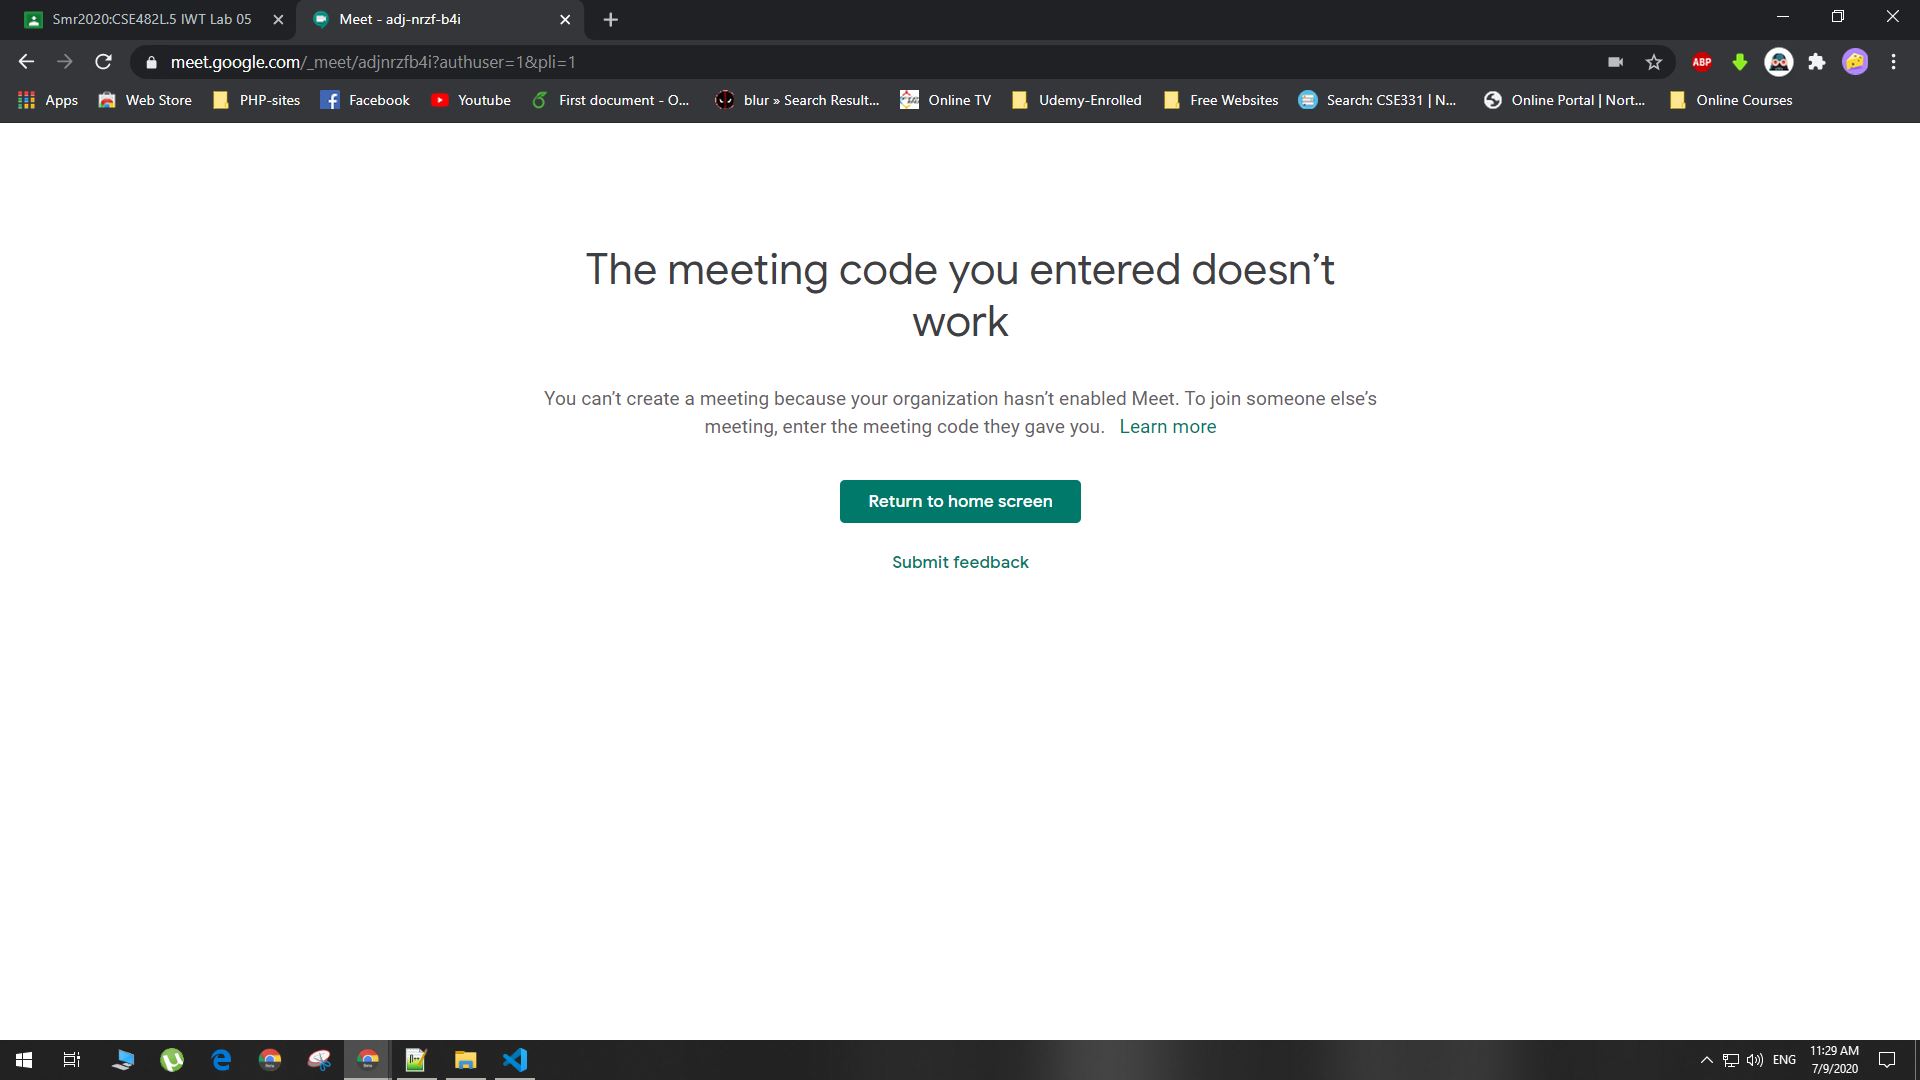 Smr2020:CSE482L.5 IWT Lab 05
Meet - adj-nrzf-b4i
meet.google.com/_meet/adjnrzfb4i?authuser=1&pli=1
ABP
Apps Web Store PHP-sites Facebook Youtube First document - O... blur » Search Result... Online TV Udemy-Enrolled Free Websites Search: CSE331 | N... Online Portal | Nort... Online Courses
The meeting code you entered doesn’t
work
You can’t create a meeting because your organization hasn’t enabled Meet. To join someone else’s
meeting, enter the meeting code they gave you. Learn more
Return to home screen
Submit feedback
ENG
11:29 AM
7/9/2020